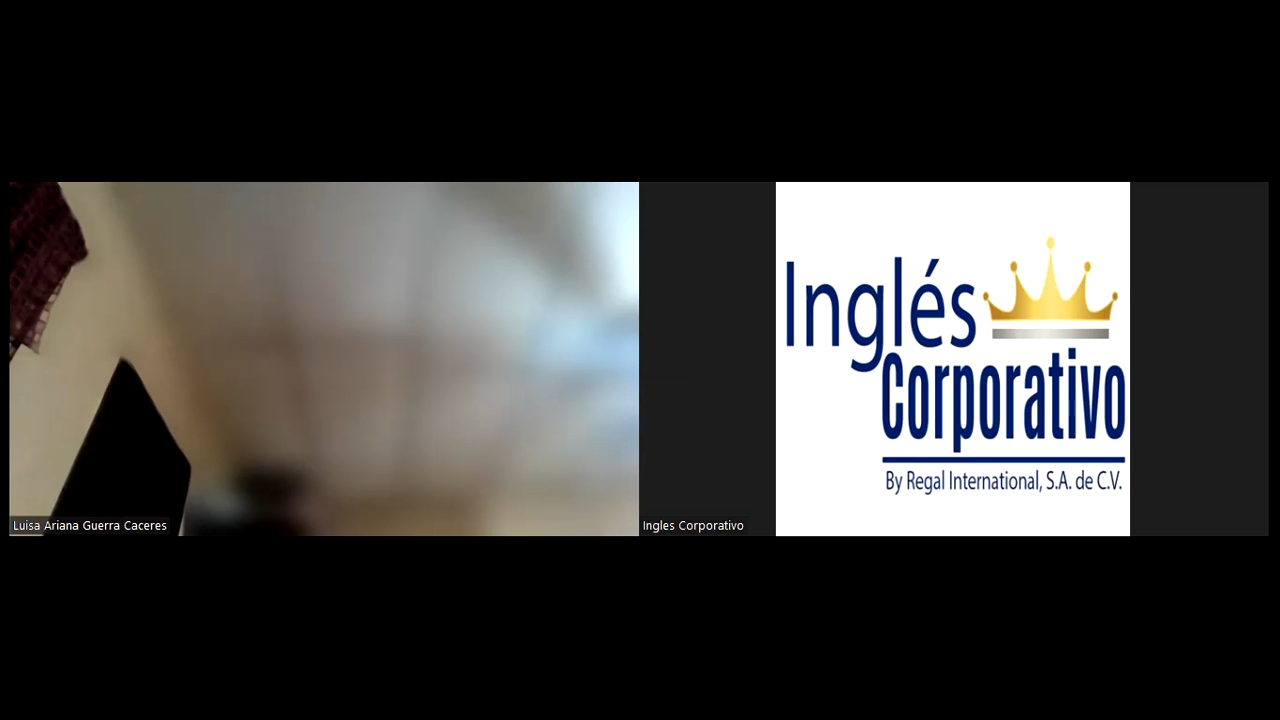 Inglés
Corporativo
By Regal International, S.A. de C.V.
Luisa Ariana Guerra Caceres
Ingles Corporativo